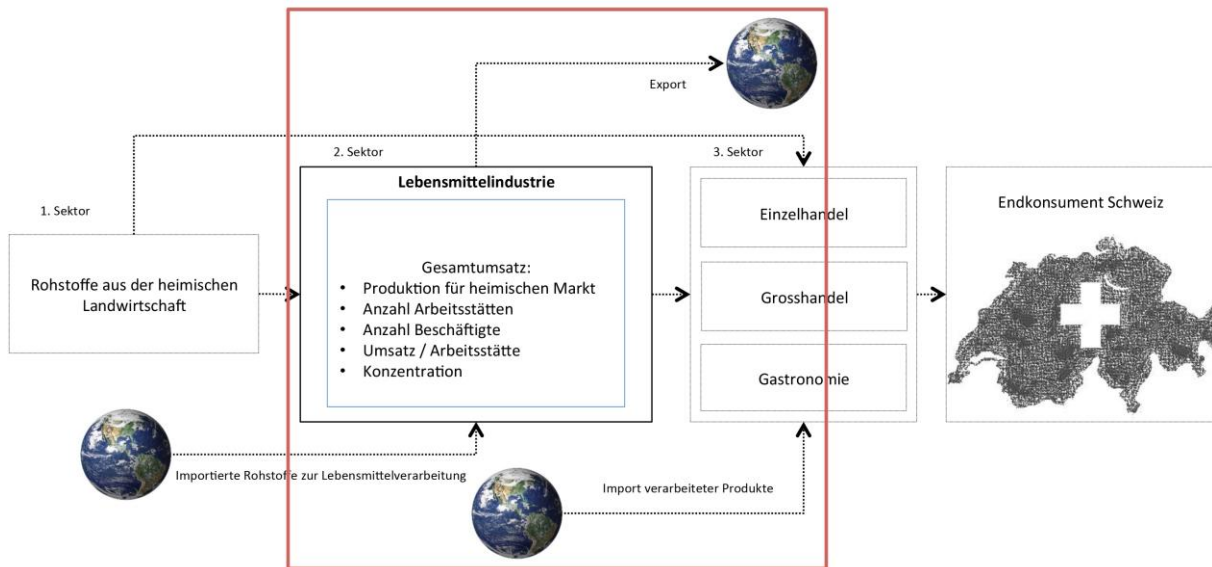 Export
2. Sektor
3. Sektor
Lebensmittelindustrie
1. Sektor
Rohstoffe aus der heimischen
Landwirtschaft
Gesamtumsatz:
• Produktion für heimischen Markt
• Anzahl Arbeitsstätten
• Anzahl Beschäftigte
• Umsatz / Arbeitsstätte
• Konzentration
Einzelhandel
Grosshandel
Gastronomie
Endkonsument Schweiz
Importierte Rohstoffe zur Lebensmittelverarbeitung
Import verarbeiteter Produkte